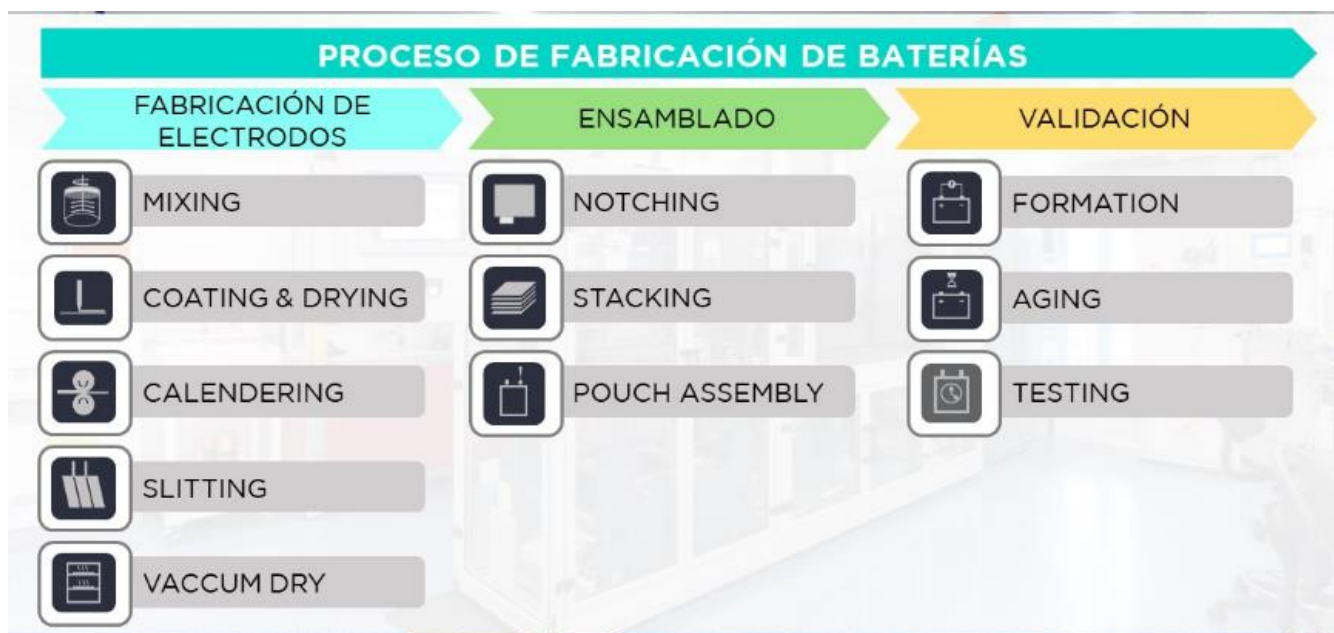 PROCESO DE FABRICACIÓN DE BATERÍAS
FABRICACIÓN DE
ELECTRODOS
MIXING
COATING & DRYING
CALENDERING
SLITTING
VACCUM DRY
ENSAMBLADO
NOTCHING
STACKING
POUCH ASSEMBLY
VALIDACIÓN
FORMATION
AGING
TESTING